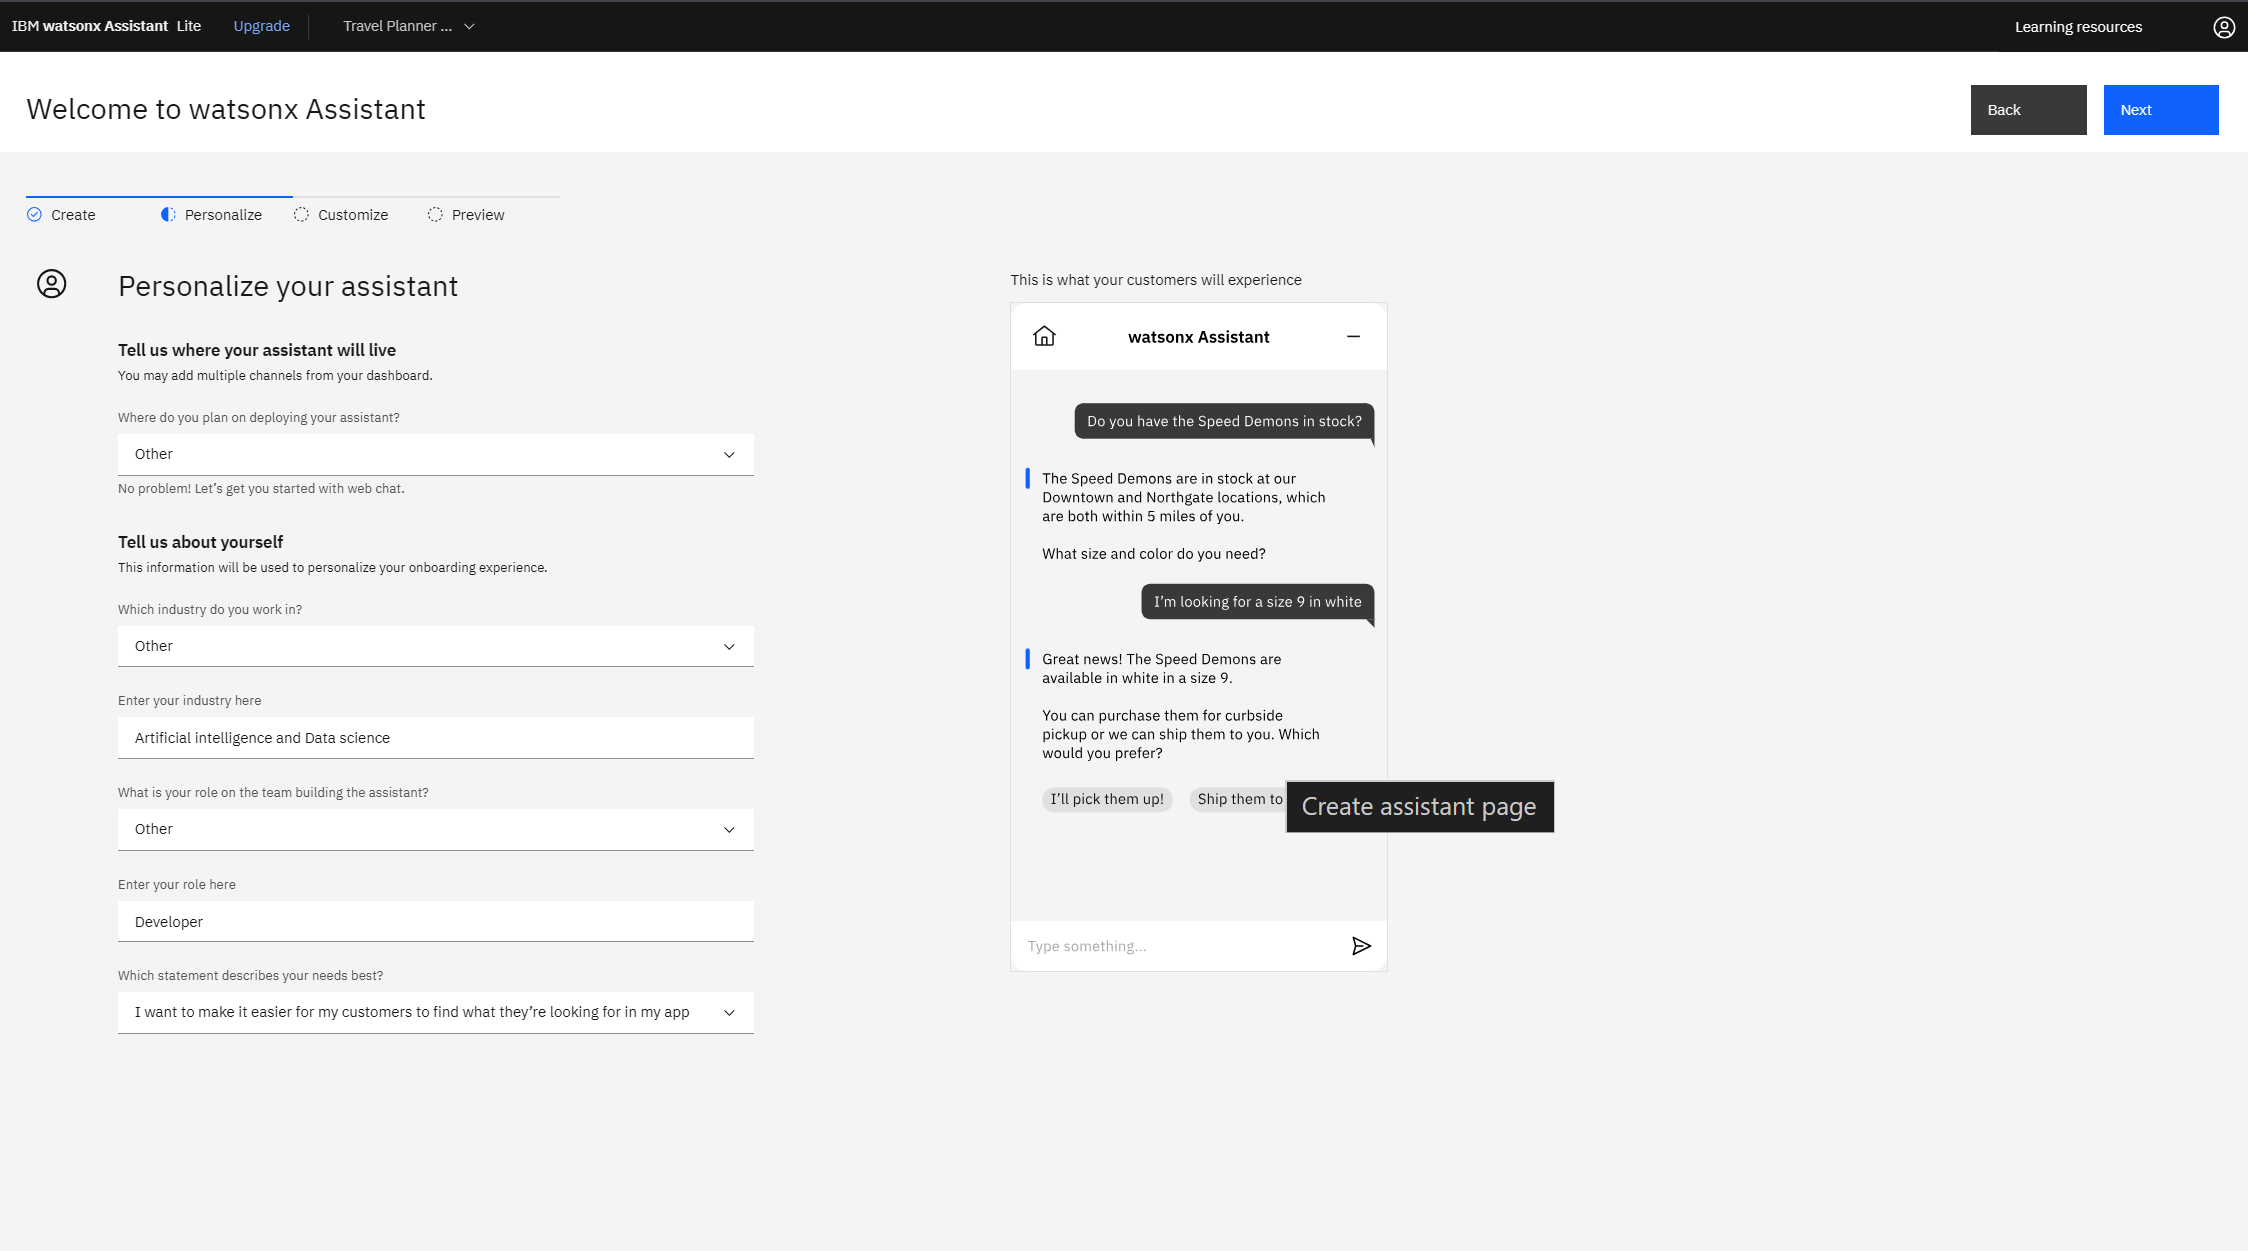 IBM watsonx Assistant Lite Upgrade Travel Planner ... Learning resources
Welcome to watsonx Assistant
Back Next
Create Personalize Customize Preview
Personalize your assistant
Tell us where your assistant will live
You may add multiple channels from your dashboard.
Where do you plan on deploying your assistant?
Other
No problem! Let's get you started with web chat.
Tell us about yourself
This information will be used to personalize your onboarding experience.
Which industry do you work in?
Other
Enter your industry here
Artificial intelligence and Data science
What is your role on the team building the assistant?
Other
Enter your role here
Developer
Which statement describes your needs best?
I want to make it easier for my customers to find what they're looking for in my app
This is what your customers will experience
watsonx Assistant
Do you have the Speed Demons in stock?
The Speed Demons are in stock at our
Downtown and Northgate locations, which
are both within 5 miles of you.
What size and color do you need?
I'm looking for a size 9 in white
Great news! The Speed Demons are
available in white in a size 9.
You can purchase them for curbside
pickup or we can ship them to you. Which
would you prefer?
I'll pick them up! Ship them to
Create assistant page
Type something...